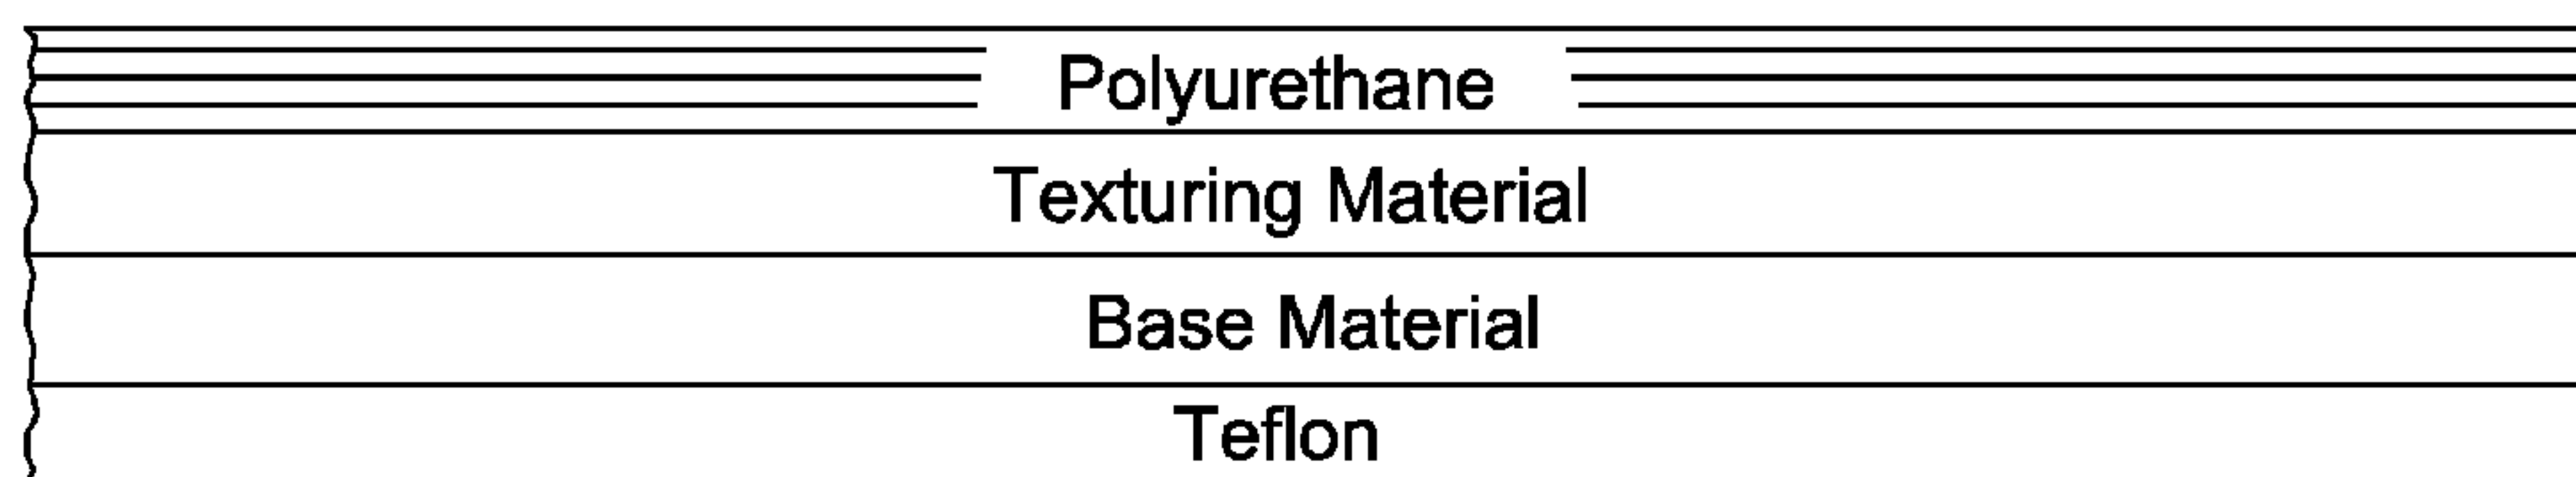 Polyurethane
Texturing Material
Base Material
Teflon